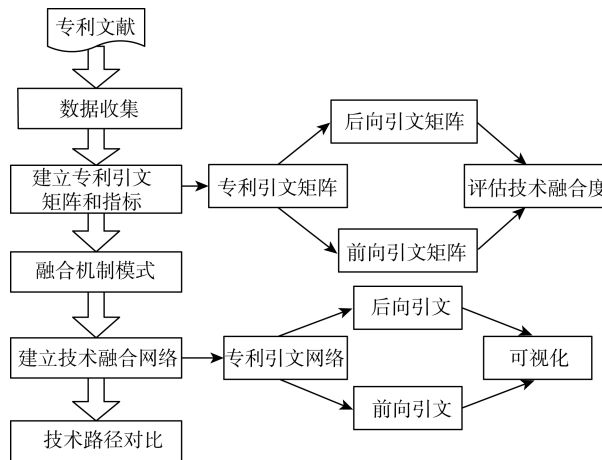 专利文献
数据收集
建立专利引文
矩阵和指标
专利引文矩阵
后向引文矩阵
前向引文矩阵
评估技术融合度
融合机制模式
建立技术融合网络
专利引文网络
后向引文
前向引文
可视化
技术路径对比